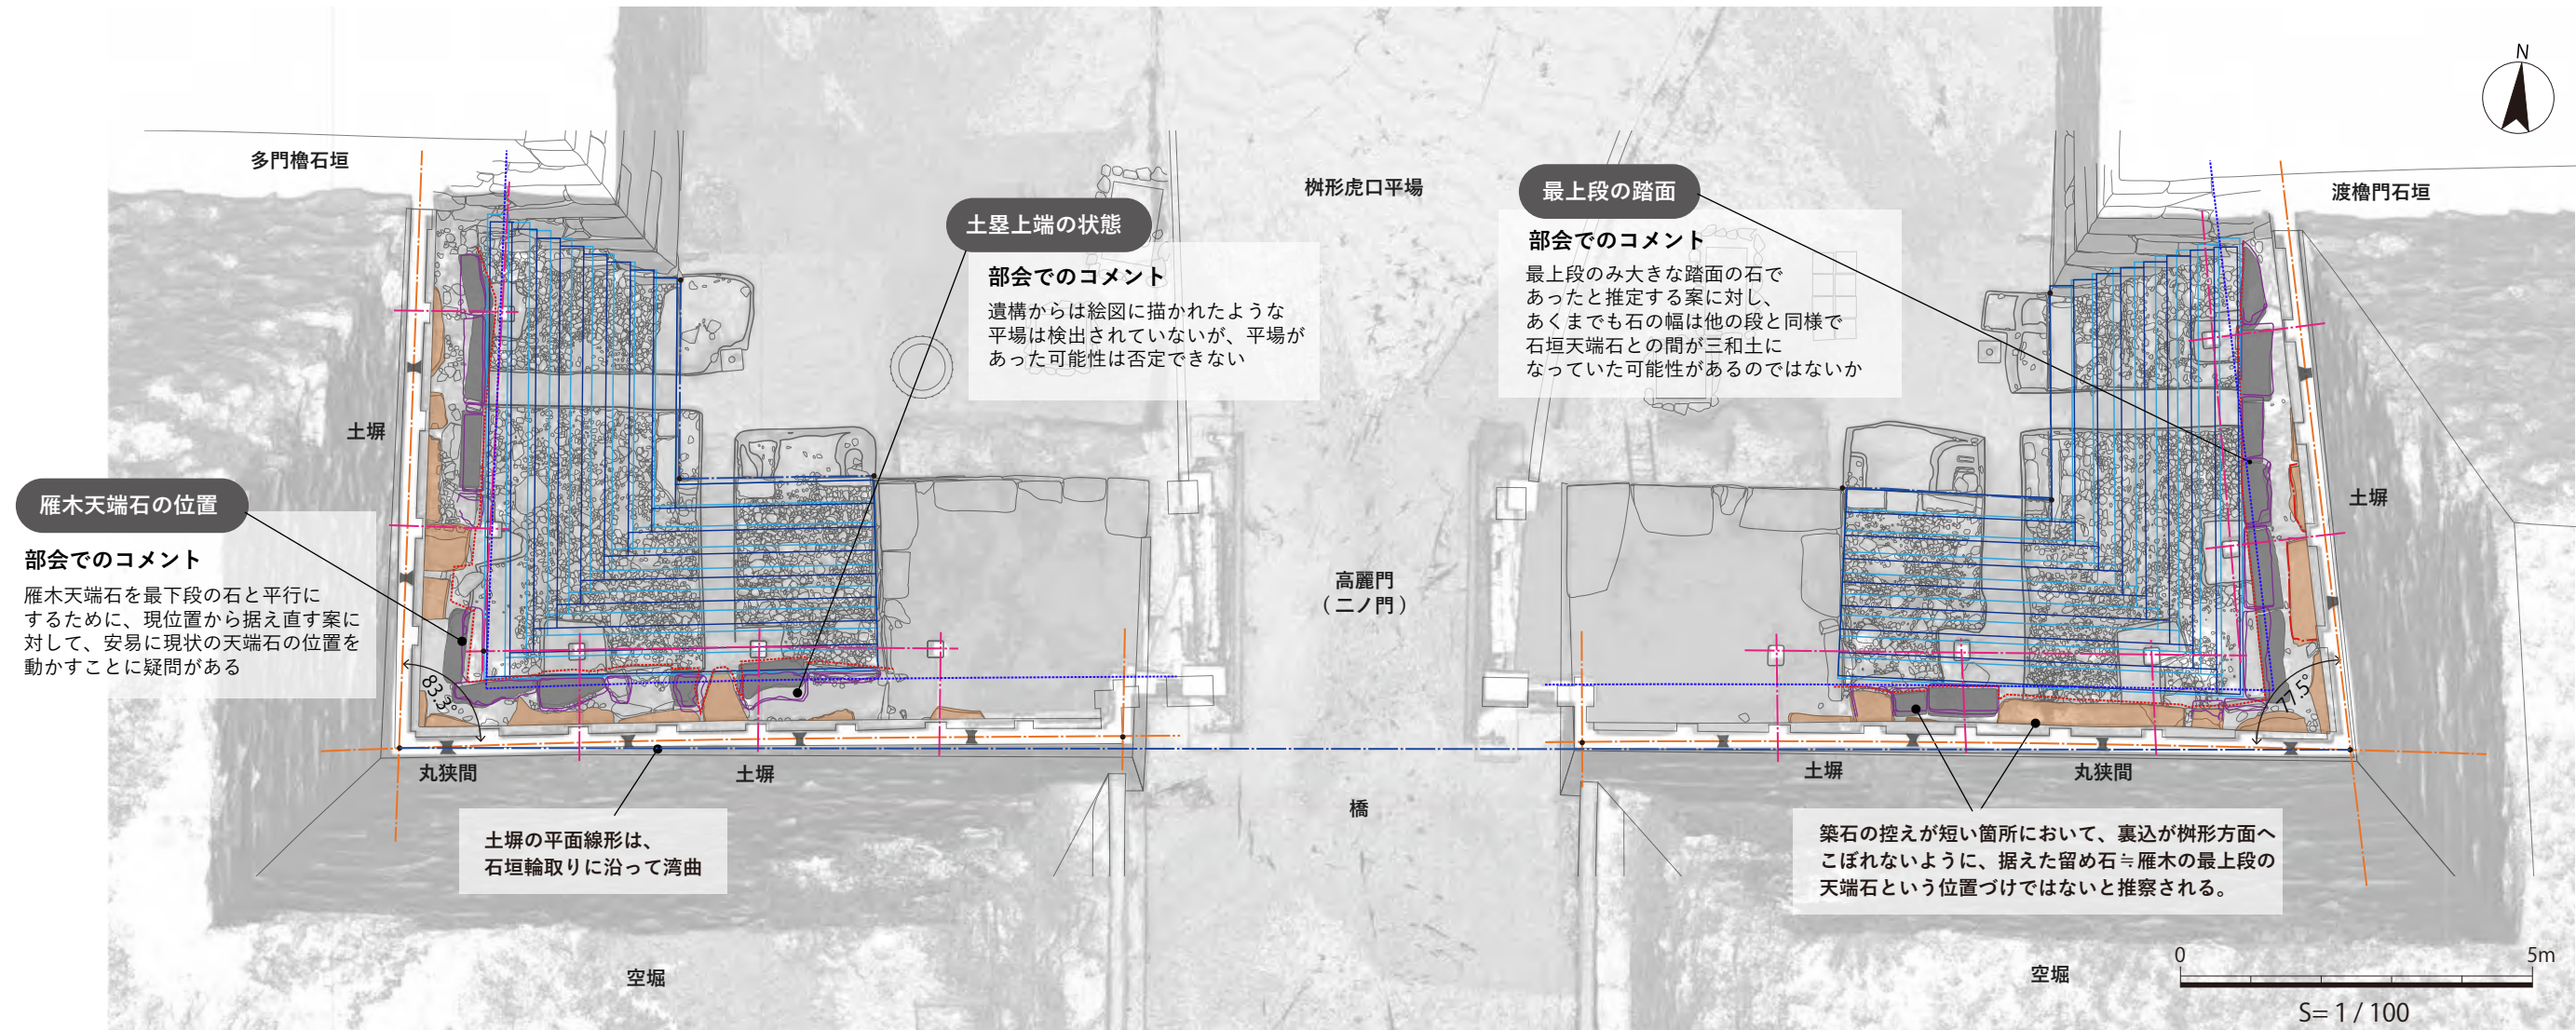 N
多門櫓石垣
桝形虎口平場
渡櫓門石垣
土塁上端の状態
部会でのコメント
遺構からは絵図に描かれたような
平場は検出されていないが、平場が
あった可能性は否定できない
最上段の踏面
部会でのコメント
最上段のみ大きな踏面の石で
あったと推定する案に対し、
あくまでも石の幅は他の段と同様で
石垣天端石との間が三和土に
なっていた可能性があるのではないか
土塀
土塀
雁木天端石の位置
部会でのコメント
雁木天端石を最下段の石と平行に
するために、現位置から据え直す案に
対して、安易に現状の天端石の位置を
動かすことに疑問がある
高麗門
(二ノ門)
83.3°
77.5°
丸狭間
土塀
土塀
丸狭間
橋
土塀の平面線形は、
石垣輪取りに沿って湾曲
築石の控えが短い箇所において、裏込が桝形方面へ
こぼれないように、据えた留め石≒雁木の最上段の
天端石という位置づけではないと推察される。
空堀
空堀
0 5m
S= 1 / 100